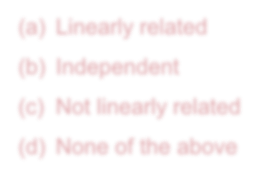 (a) Linearly related
(b) Independent
(c) Not linearly related
(d) None of the above